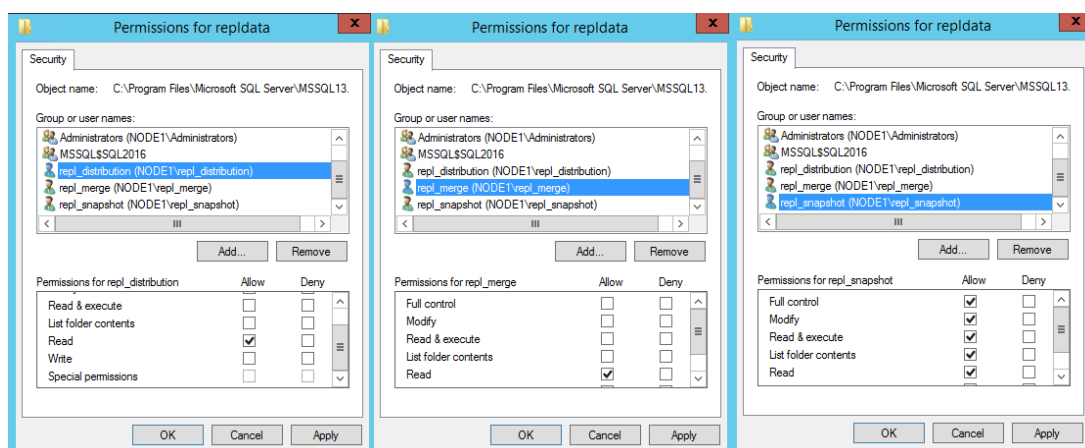 Permissions for repldata
X
Security
Object name: C:\Program Files\Microsoft SQL Server\MSSQL13.
Group or user names:
Administrators (NODE1\Administrators)
MSSQL$SQL2016
repl_distribution (NODE1\repl_distribution)
repl_merge (NODE1\repl_merge)
repl_snapshot (NODE1\repl_snapshot)
Add... Remove
Permissions for repl_distribution Allow Deny
Read & execute
List folder contents
Read
Write
Special permissions
OK Cancel Apply
Permissions for repldata
X
Security
Object name: C:\Program Files\Microsoft SQL Server\MSSQL13.
Group or user names:
Administrators (NODE1\Administrators)
MSSQL$SQL2016
repl_distribution (NODE1\repl_distribution)
repl_merge (NODE1\repl_merge)
repl_snapshot (NODE1\repl_snapshot)
Add... Remove
Permissions for repl_merge Allow Deny
Full control
Modify
Read & execute
List folder contents
Read
OK Cancel Apply
Permissions for repldata
X
Security
Object name: C:\Program Files\Microsoft SQL Server\MSSQL13.
Group or user names:
Administrators (NODE1\Administrators)
MSSQL$SQL2016
repl_distribution (NODE1\repl_distribution)
repl_merge (NODE1\repl_merge)
repl_snapshot (NODE1\repl_snapshot)
Add... Remove
Permissions for repl_snapshot Allow Deny
Full control
Modify
Read & execute
List folder contents
Read
OK Cancel Apply